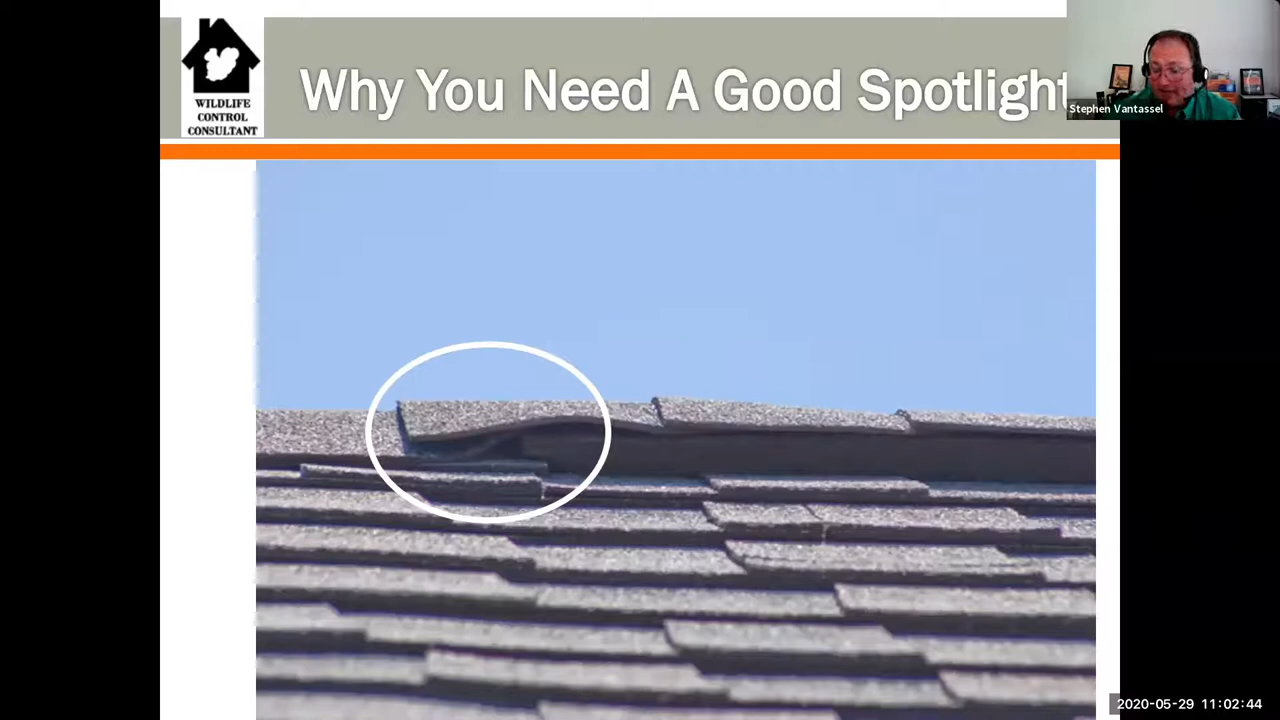 WILDLIFE
CONTROL
CONSULTANT
Why You Need A Good Spotlight
Stephen Vantassel
2020-05-29 11:02:44